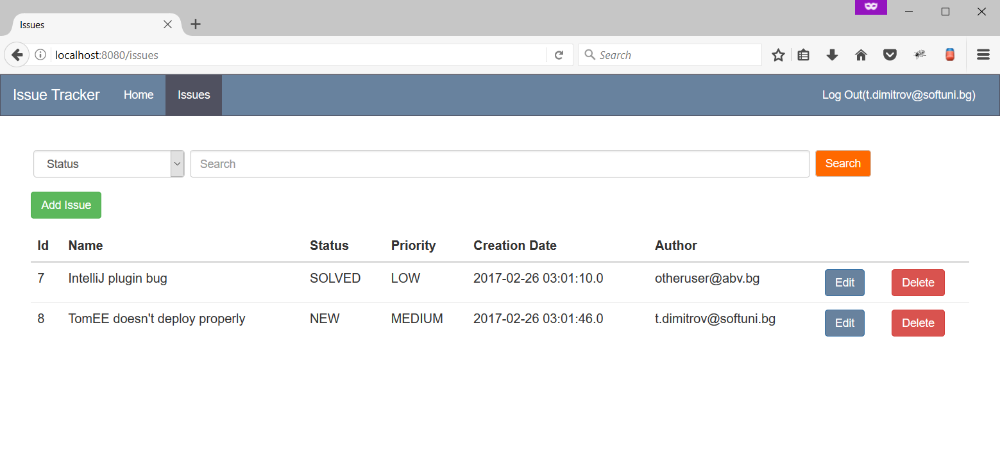 Issues
localhost:8080/issues
Search
Issue Tracker Home Issues Log Out(t.dimitrov@softuni.bg)
Status Search Search
Add Issue
Id Name Status Priority Creation Date Author
7 IntelliJ plugin bug SOLVED LOW 2017-02-26 03:01:10.0 otheruser@abv.bg Edit Delete
8 TomEE doesn't deploy properly NEW MEDIUM 2017-02-26 03:01:46.0 t.dimitrov@softuni.bg Edit Delete